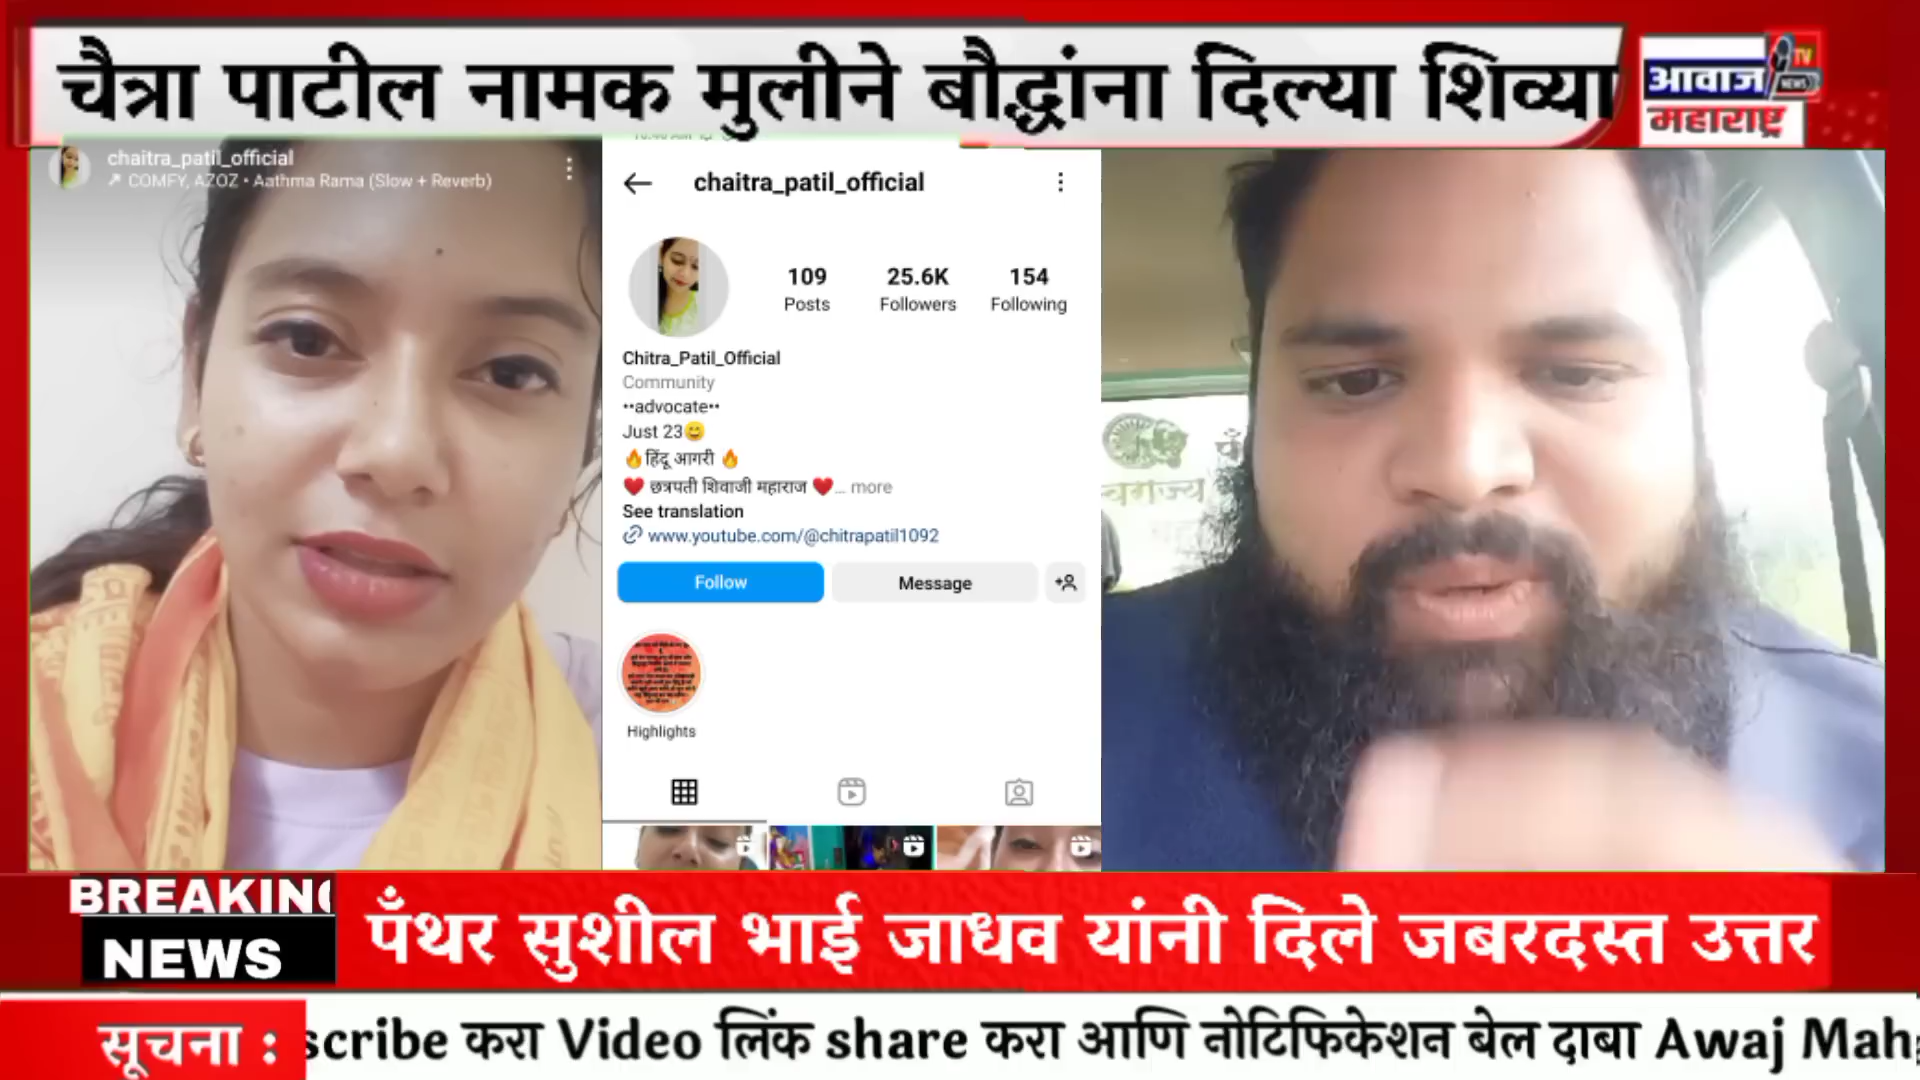 चैत्रा पाटील नामक मुलीने बौद्धांना दिल्या शिव्या
आवाज TV NEWS
महाराष्ट्र
chaitra_patil_official
COMFY, AZOZ • Aathma Rama (Slow + Reverb)
chaitra_patil_official
109 25.6K 154
Posts Followers Following
Chitra_Patil_Official
Community
••advocate••
Just 23😄
🔥हिंदू आगरी 🔥
❤️ छत्रपती शिवाजी महाराज ❤️... more
See translation
www.youtube.com/@chitrapatil1092
Follow Message
Highlights
BREAKING
NEWS
पँथर सुशील भाई जाधव यांनी दिले जबरदस्त उत्तर
सूचना : scribe करा Video लिंक share करा आणि नोटिफिकेशन बेल दाबा Awaj Mah